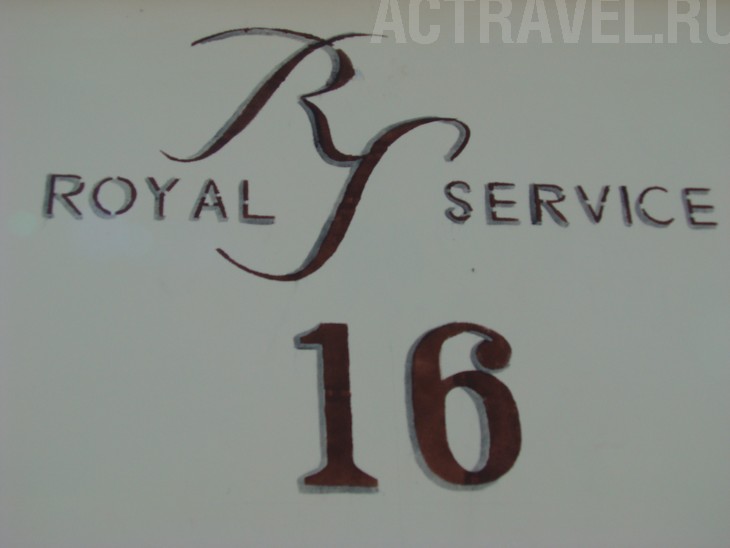 ACTRAVEL.RU
RS
ROYAL SERVICE
16